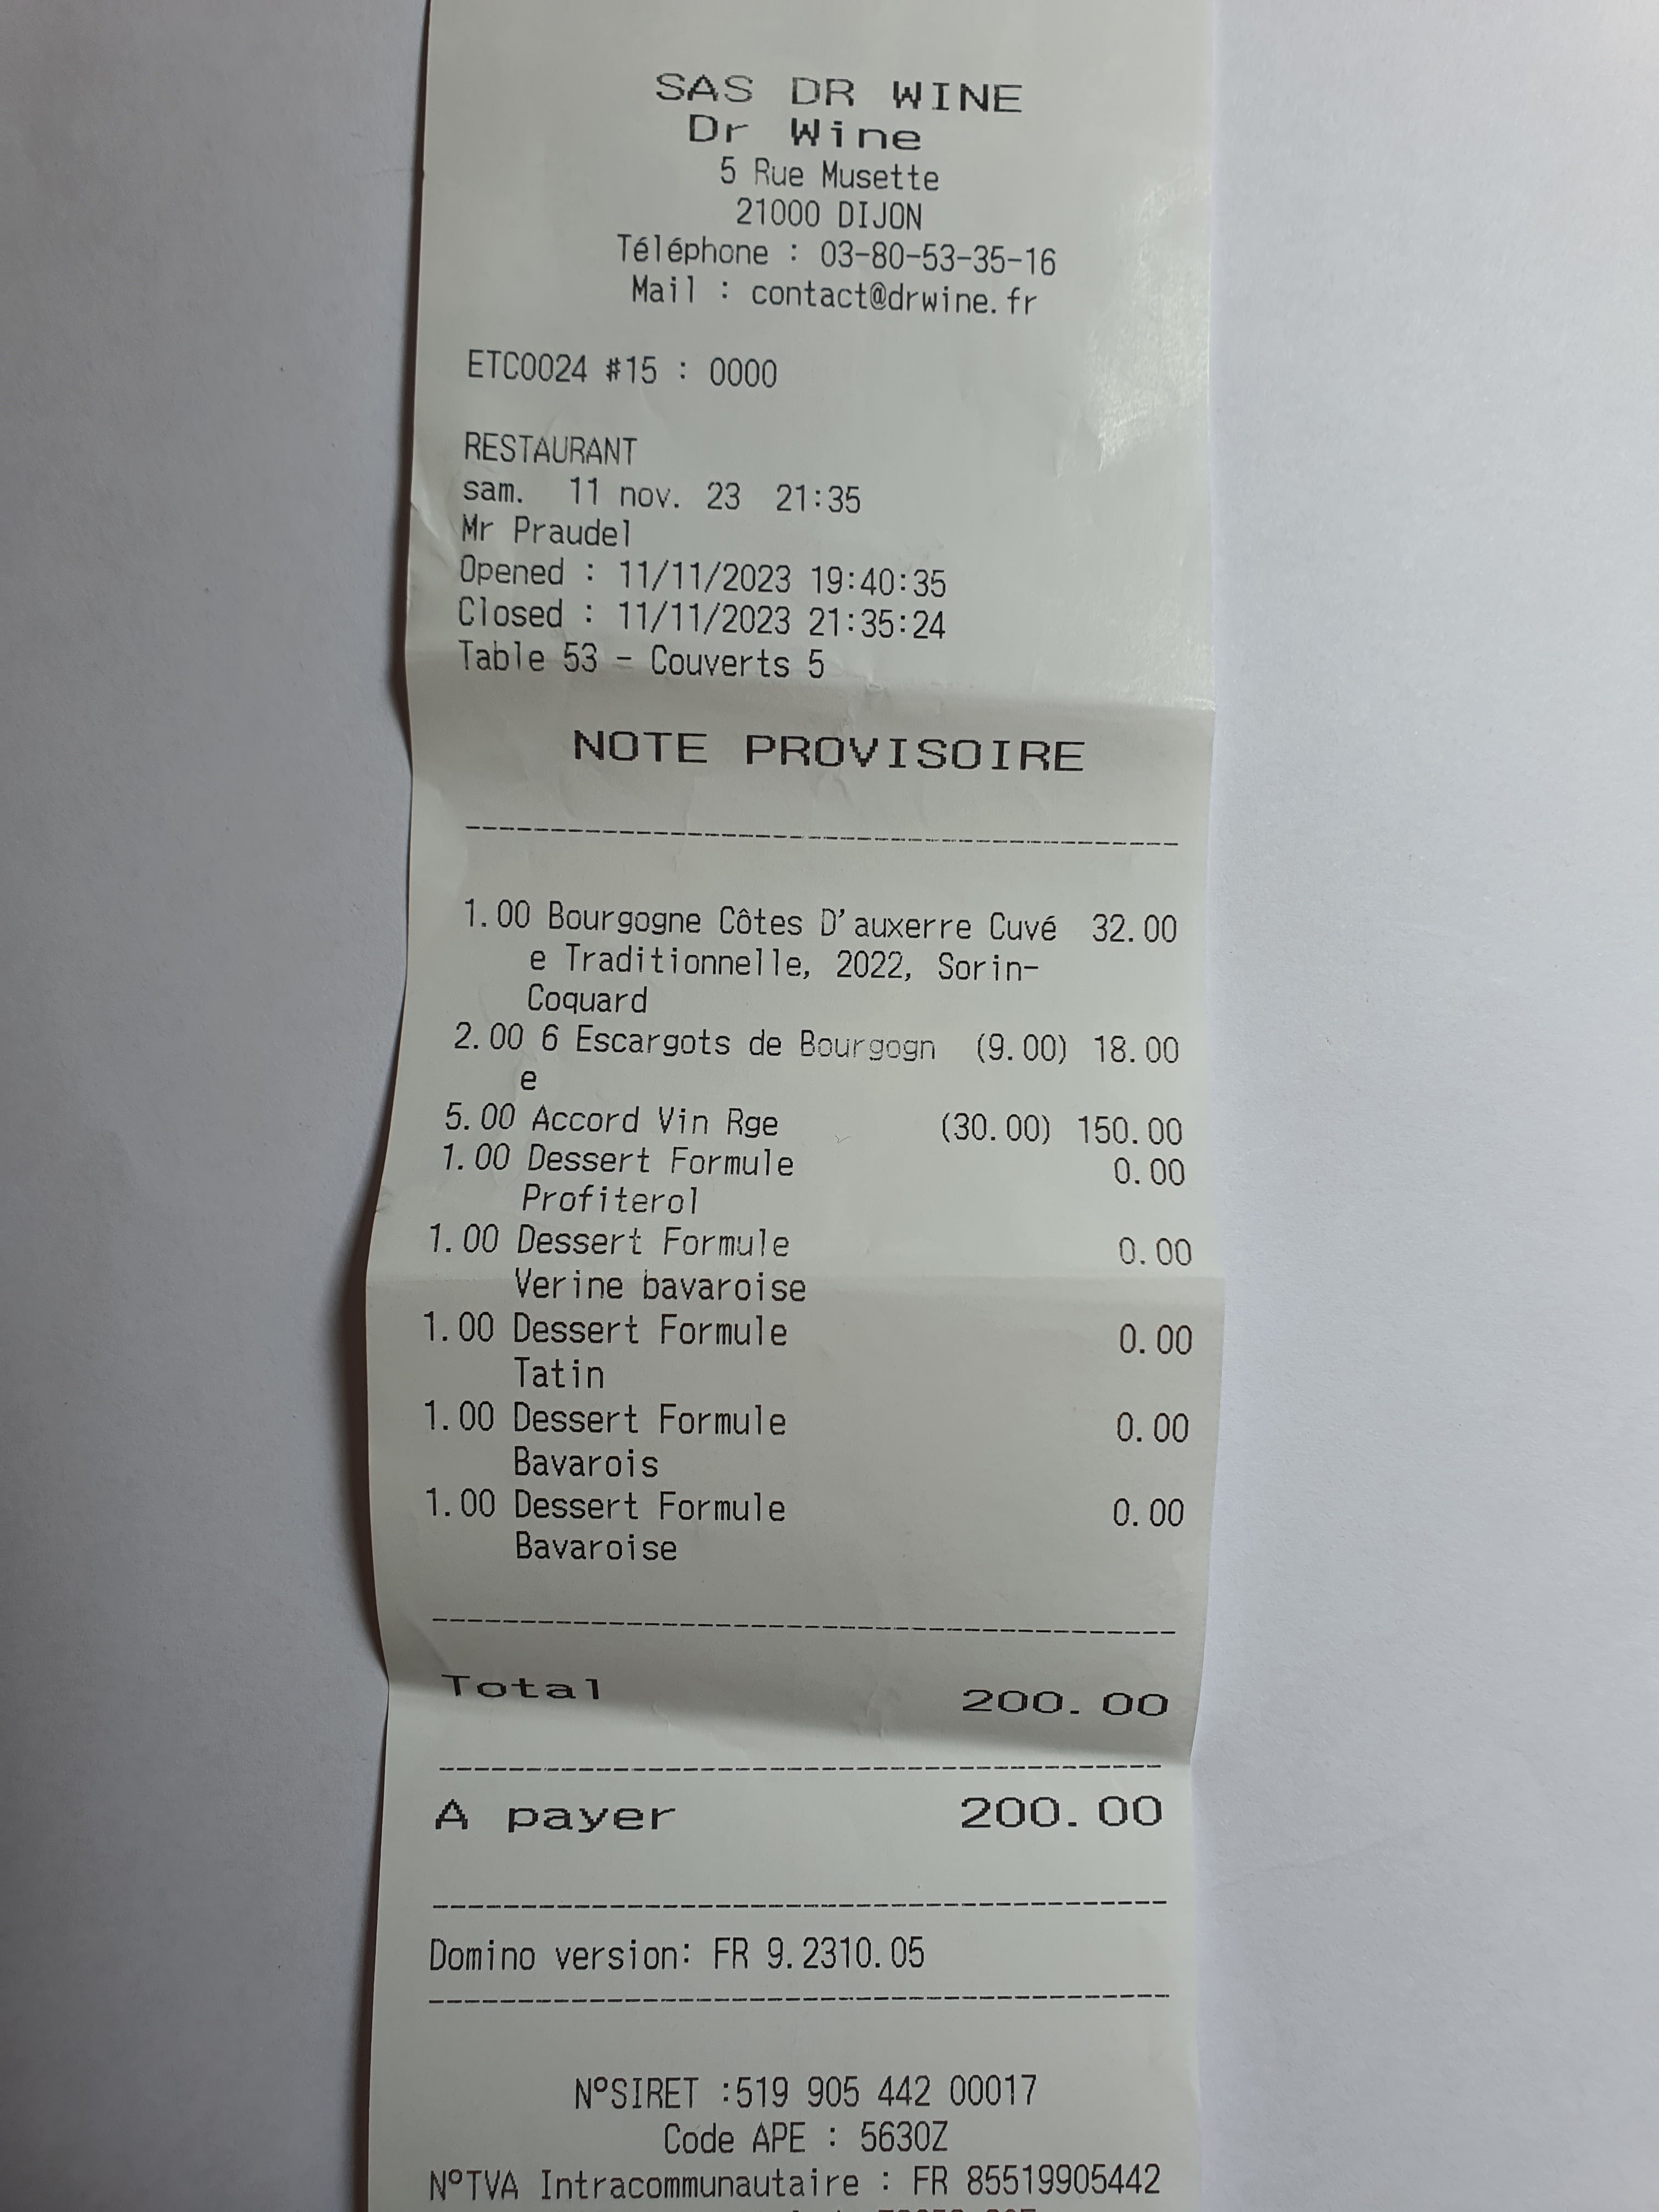 SAS DR WINE
Dr Wine
5 Rue Musette
21000 DIJON
Téléphone : 03-80-53-35-16
Mail : contact@drwine.fr
ETC0024 #15 : 0000
RESTAURANT
sam. 11 nov. 23 21:35
Mr Praudel
Opened : 11/11/2023 19:40:35
Closed : 11/11/2023 21:35:24
Table 53 - Couverts 5
NOTE PROVISOIRE
1.00 Bourgogne Côtes D'auxerre Cuvé 32.00
e Traditionnelle, 2022, Sorin-
Coquard
2.00 6 Escargots de Bourgogn (9.00) 18.00
e
5.00 Accord Vin Rge (30.00) 150.00
1.00 Dessert Formule 0.00
Profiterol
1.00 Dessert Formule 0.00
Verine bavaroise
1.00 Dessert Formule 0.00
Tatin
1.00 Dessert Formule 0.00
Bavarois
1.00 Dessert Formule 0.00
Bavaroise
Total 200.00
A payer 200.00
Domino version: FR 9.2310.05
N°SIRET :519 905 442 00017
Code APE : 5630Z
N°TVA Intracommunautaire : FR 85519905442